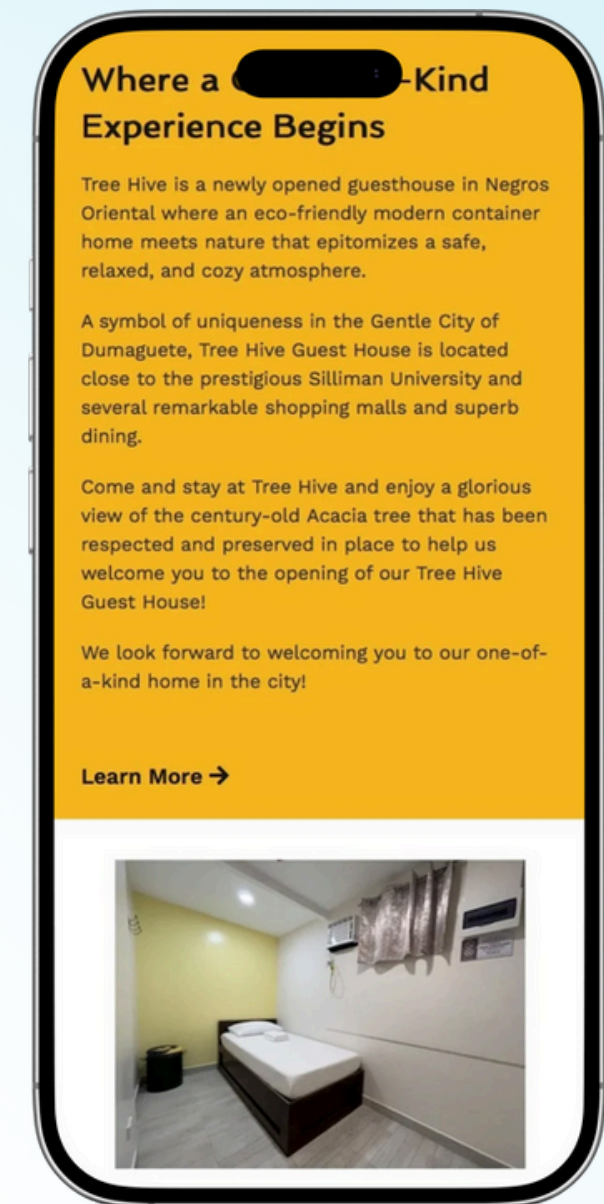 Where a -Kind
Experience Begins
Tree Hive is a newly opened guesthouse in Negros
Oriental where an eco-friendly modern container
home meets nature that epitomizes a safe,
relaxed, and cozy atmosphere.
A symbol of uniqueness in the Gentle City of
Dumaguete, Tree Hive Guest House is located
close to the prestigious Silliman University and
several remarkable shopping malls and superb
dining.
Come and stay at Tree Hive and enjoy a glorious
view of the century-old Acacia tree that has been
respected and preserved in place to help us
welcome you to the opening of our Tree Hive
Guest House!
We look forward to welcoming you to our one-of-
a-kind home in the city!
Learn More →